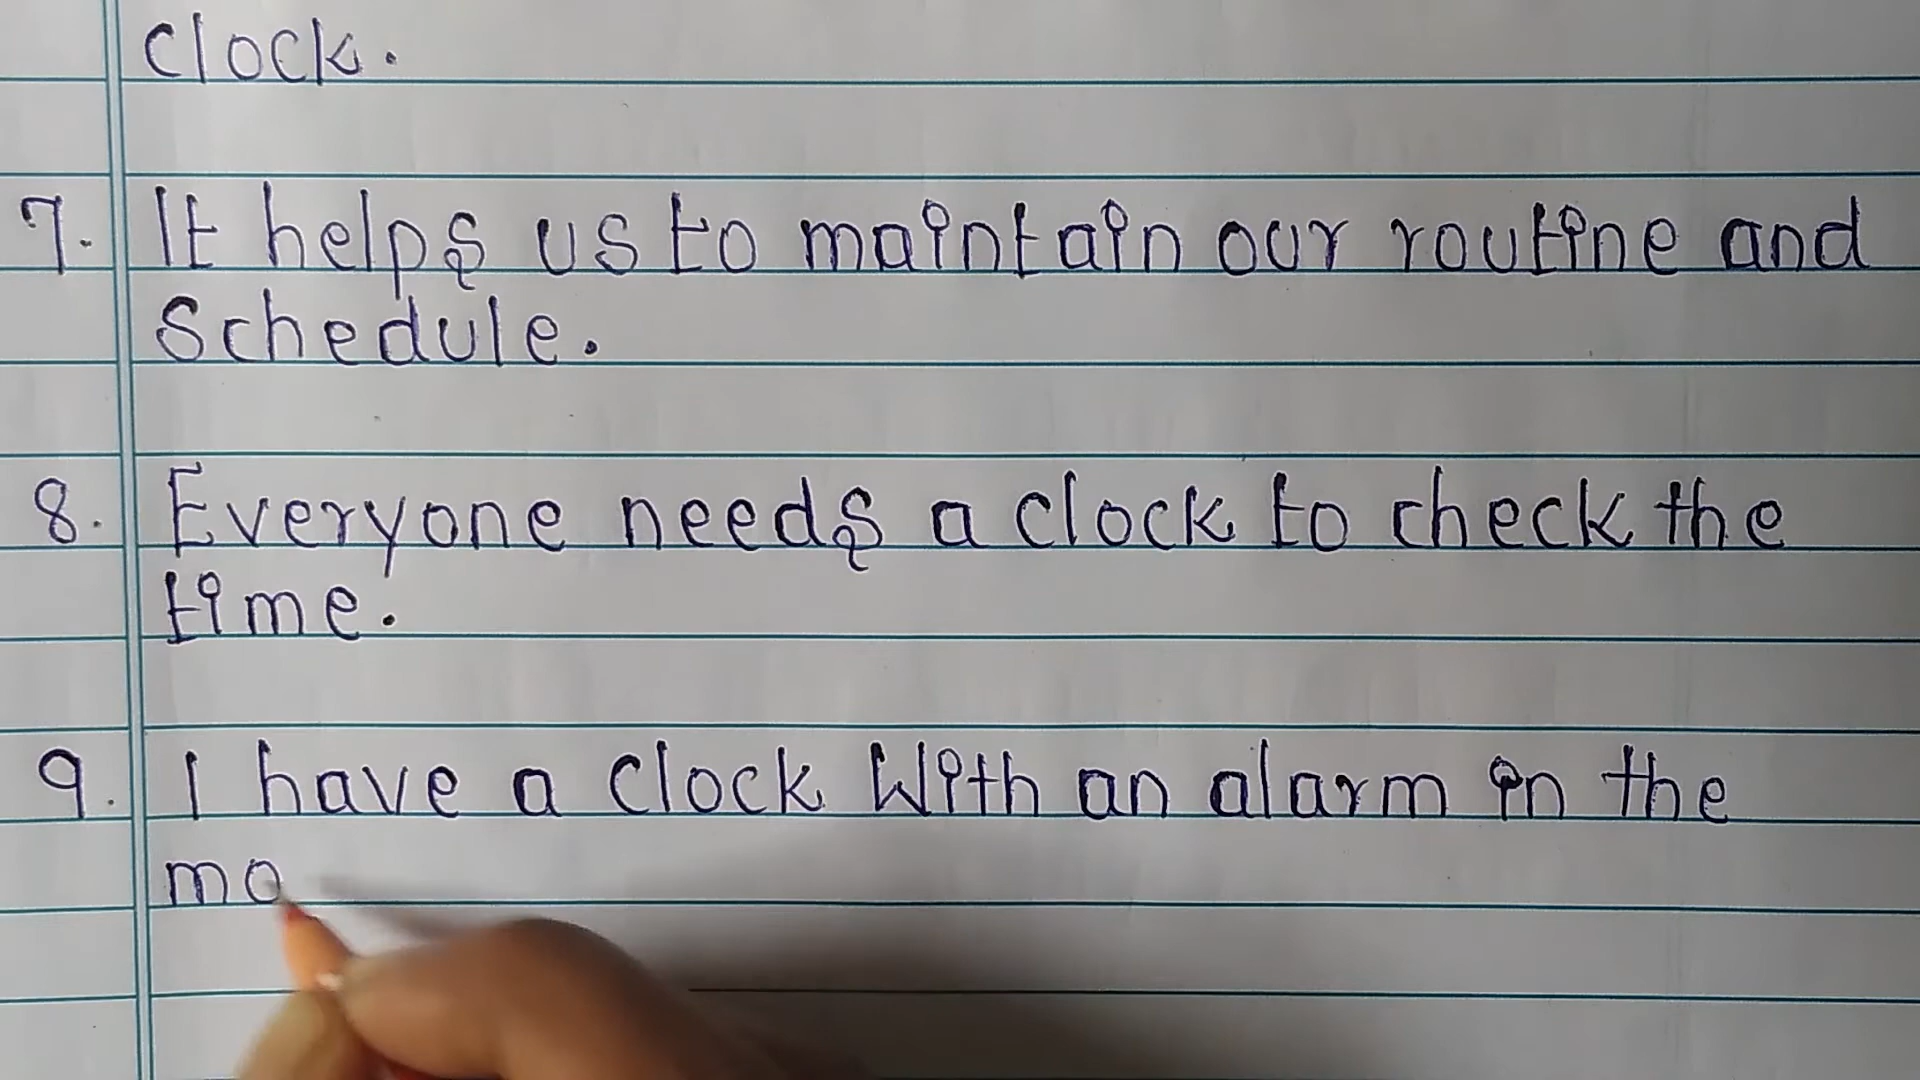 Clock.
7. It helps us to maintain our routine and
Schedule.
8. Everyone needs a clock to check the
time.
9. I have a clock With an alarm in the
mo